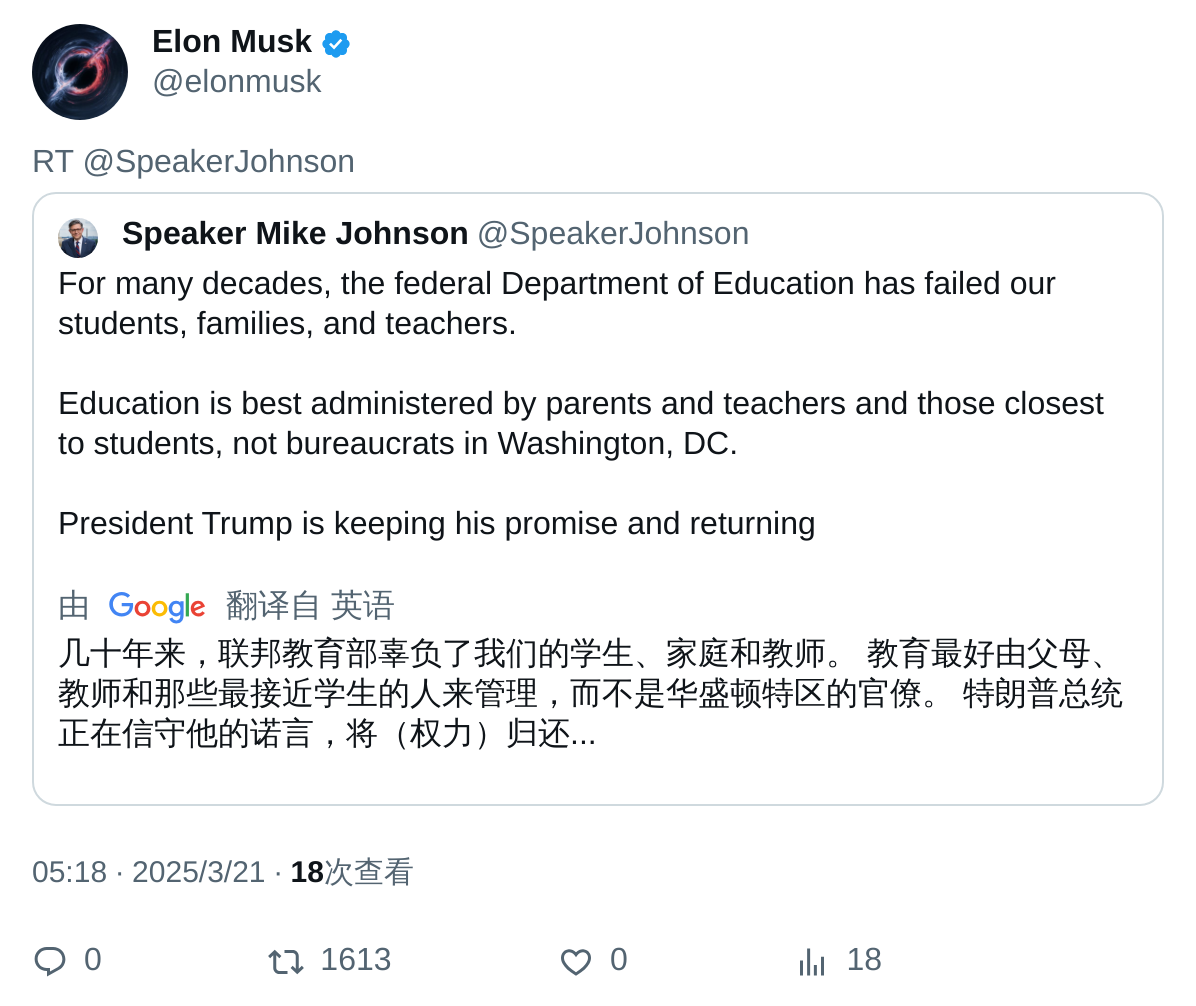 Elon Musk
@elonmusk
RT @SpeakerJohnson
Speaker Mike Johnson @SpeakerJohnson
For many decades, the federal Department of Education has failed our
students, families, and teachers.
Education is best administered by parents and teachers and those closest
to students, not bureaucrats in Washington, DC.
President Trump is keeping his promise and returning
由 Google 翻译自 英语
几十年来，联邦教育部辜负了我们的学生、家庭和教师。 教育最好由父母、
教师和那些最接近学生的人来管理，而不是华盛顿特区的官僚。 特朗普总统
正在信守他的诺言，将（权力）归还...
05:18 · 2025/3/21 · 18次查看
0 1613 0 18